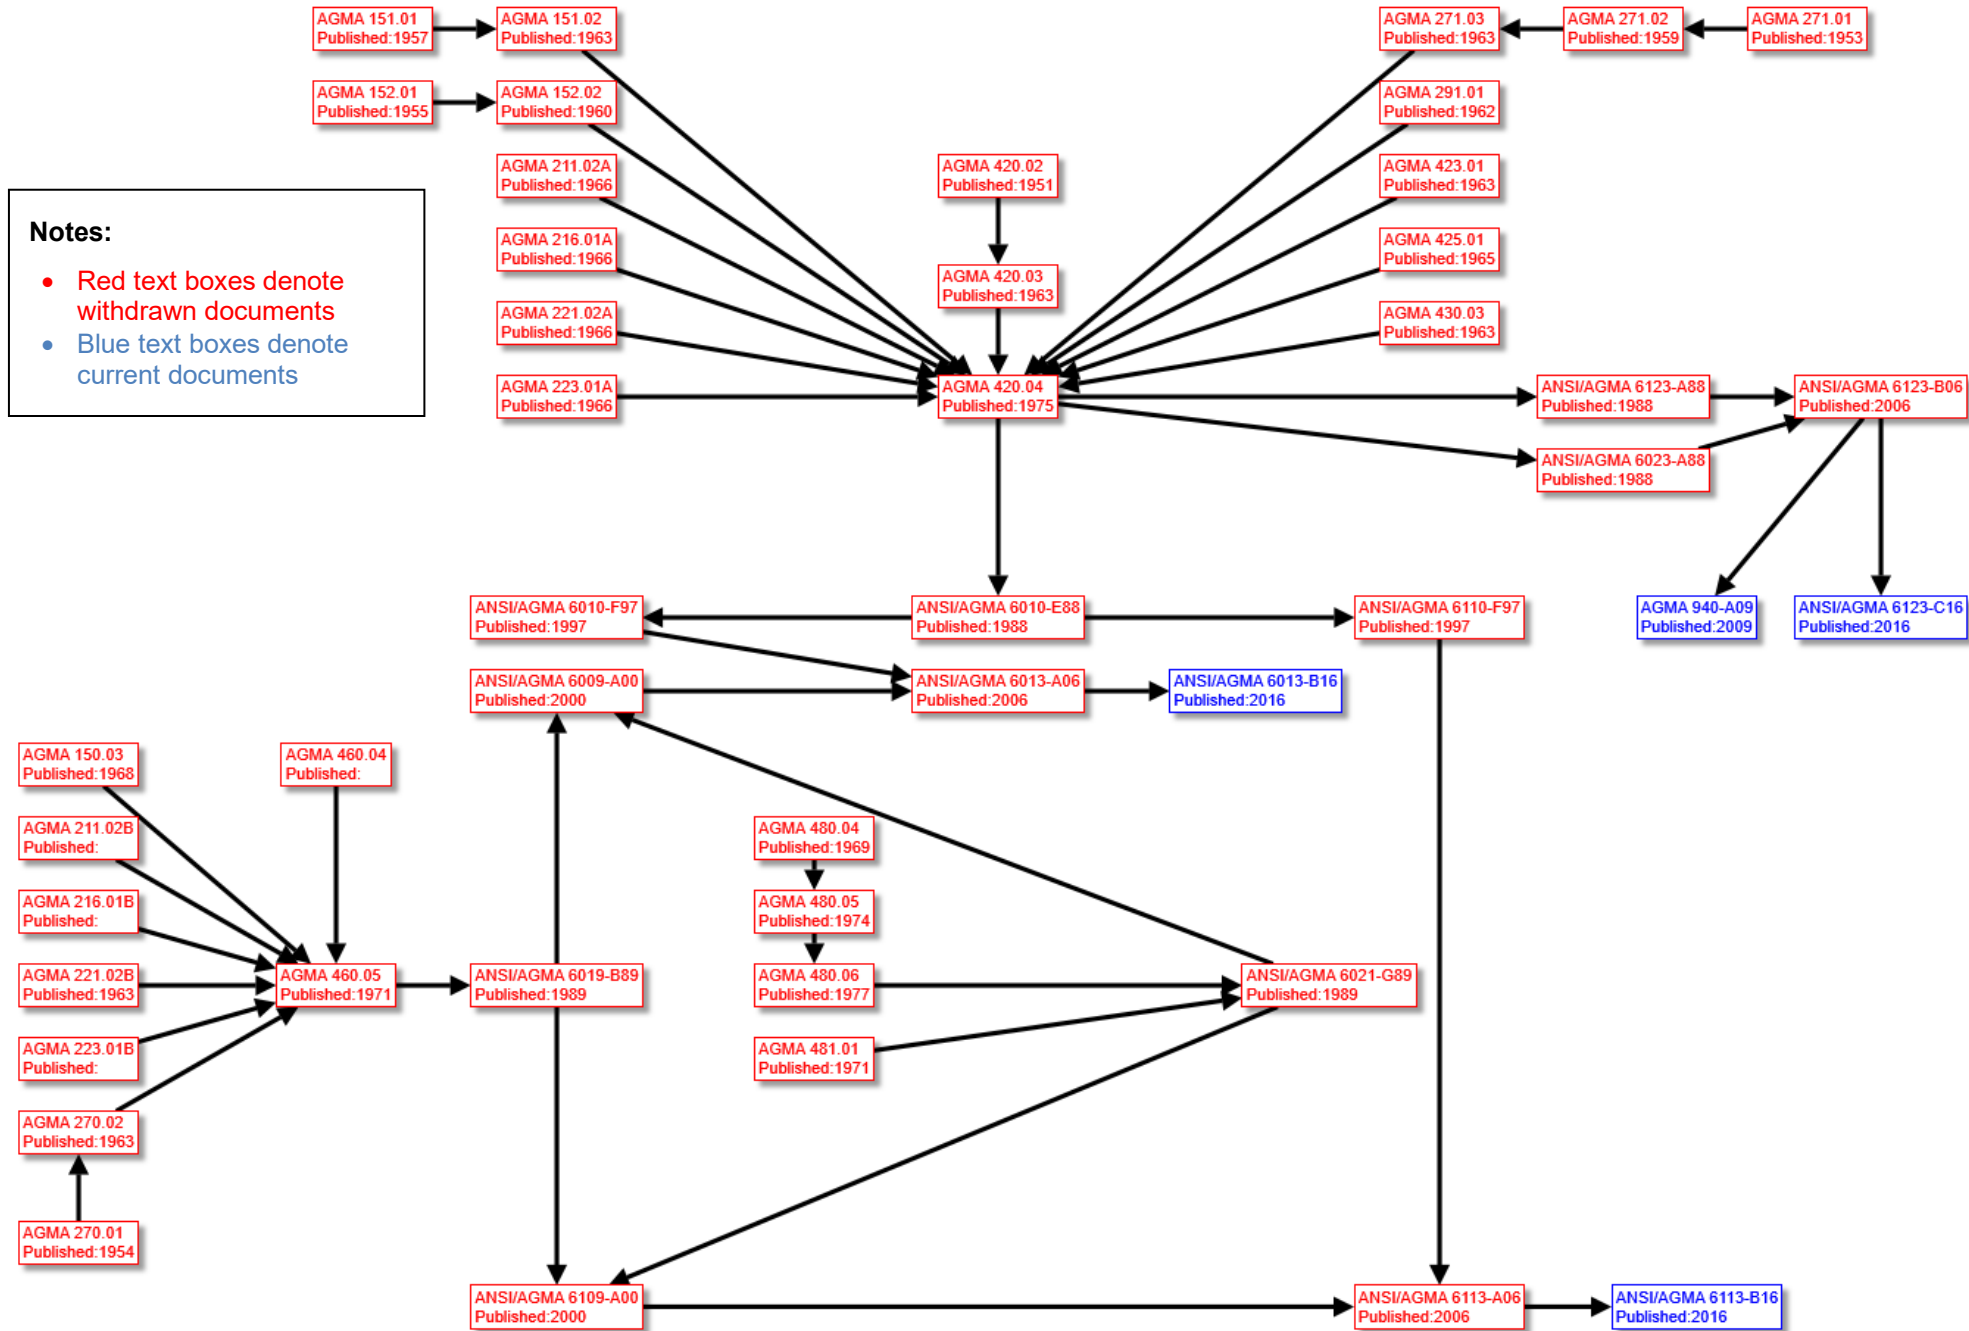 AGMA 151.01
Published:1957
AGMA 151.02
Published:1963
AGMA 271.03
Published:1963
AGMA 271.02
Published:1959
AGMA 271.01
Published:1953
AGMA 152.01
Published:1955
AGMA 152.02
Published:1960
AGMA 291.01
Published:1962
AGMA 211.02A
Published:1966
AGMA 420.02
Published:1951
AGMA 423.01
Published:1963
Notes:
• Red text boxes denote
withdrawn documents
• Blue text boxes denote
current documents
AGMA 216.01A
Published:1966
AGMA 425.01
Published:1965
AGMA 420.03
Published:1963
AGMA 221.02A
Published:1966
AGMA 430.03
Published:1963
AGMA 223.01A
Published:1966
AGMA 420.04
Published:1975
ANSI/AGMA 6123-A88
Published:1988
ANSI/AGMA 6123-B06
Published:2006
ANSI/AGMA 6023-A88
Published:1988
ANSI/AGMA 6010-F97
Published:1997
ANSI/AGMA 6010-E88
Published:1988
ANSI/AGMA 6110-F97
Published:1997
AGMA 940-A09
Published:2009
ANSI/AGMA 6123-C16
Published:2016
ANSI/AGMA 6009-A00
Published:2000
ANSI/AGMA 6013-A06
Published:2006
ANSI/AGMA 6013-B16
Published:2016
AGMA 150.03
Published:1968
AGMA 460.04
Published:
AGMA 211.02B
Published:
AGMA 480.04
Published:1969
AGMA 216.01B
Published:
AGMA 480.05
Published:1974
AGMA 221.02B
Published:1963
AGMA 460.05
Published:1971
ANSI/AGMA 6019-B89
Published:1989
AGMA 480.06
Published:1977
ANSI/AGMA 6021-G89
Published:1989
AGMA 223.01B
Published:
AGMA 481.01
Published:1971
AGMA 270.02
Published:1963
AGMA 270.01
Published:1954
ANSI/AGMA 6109-A00
Published:2000
ANSI/AGMA 6113-A06
Published:2006
ANSI/AGMA 6113-B16
Published:2016